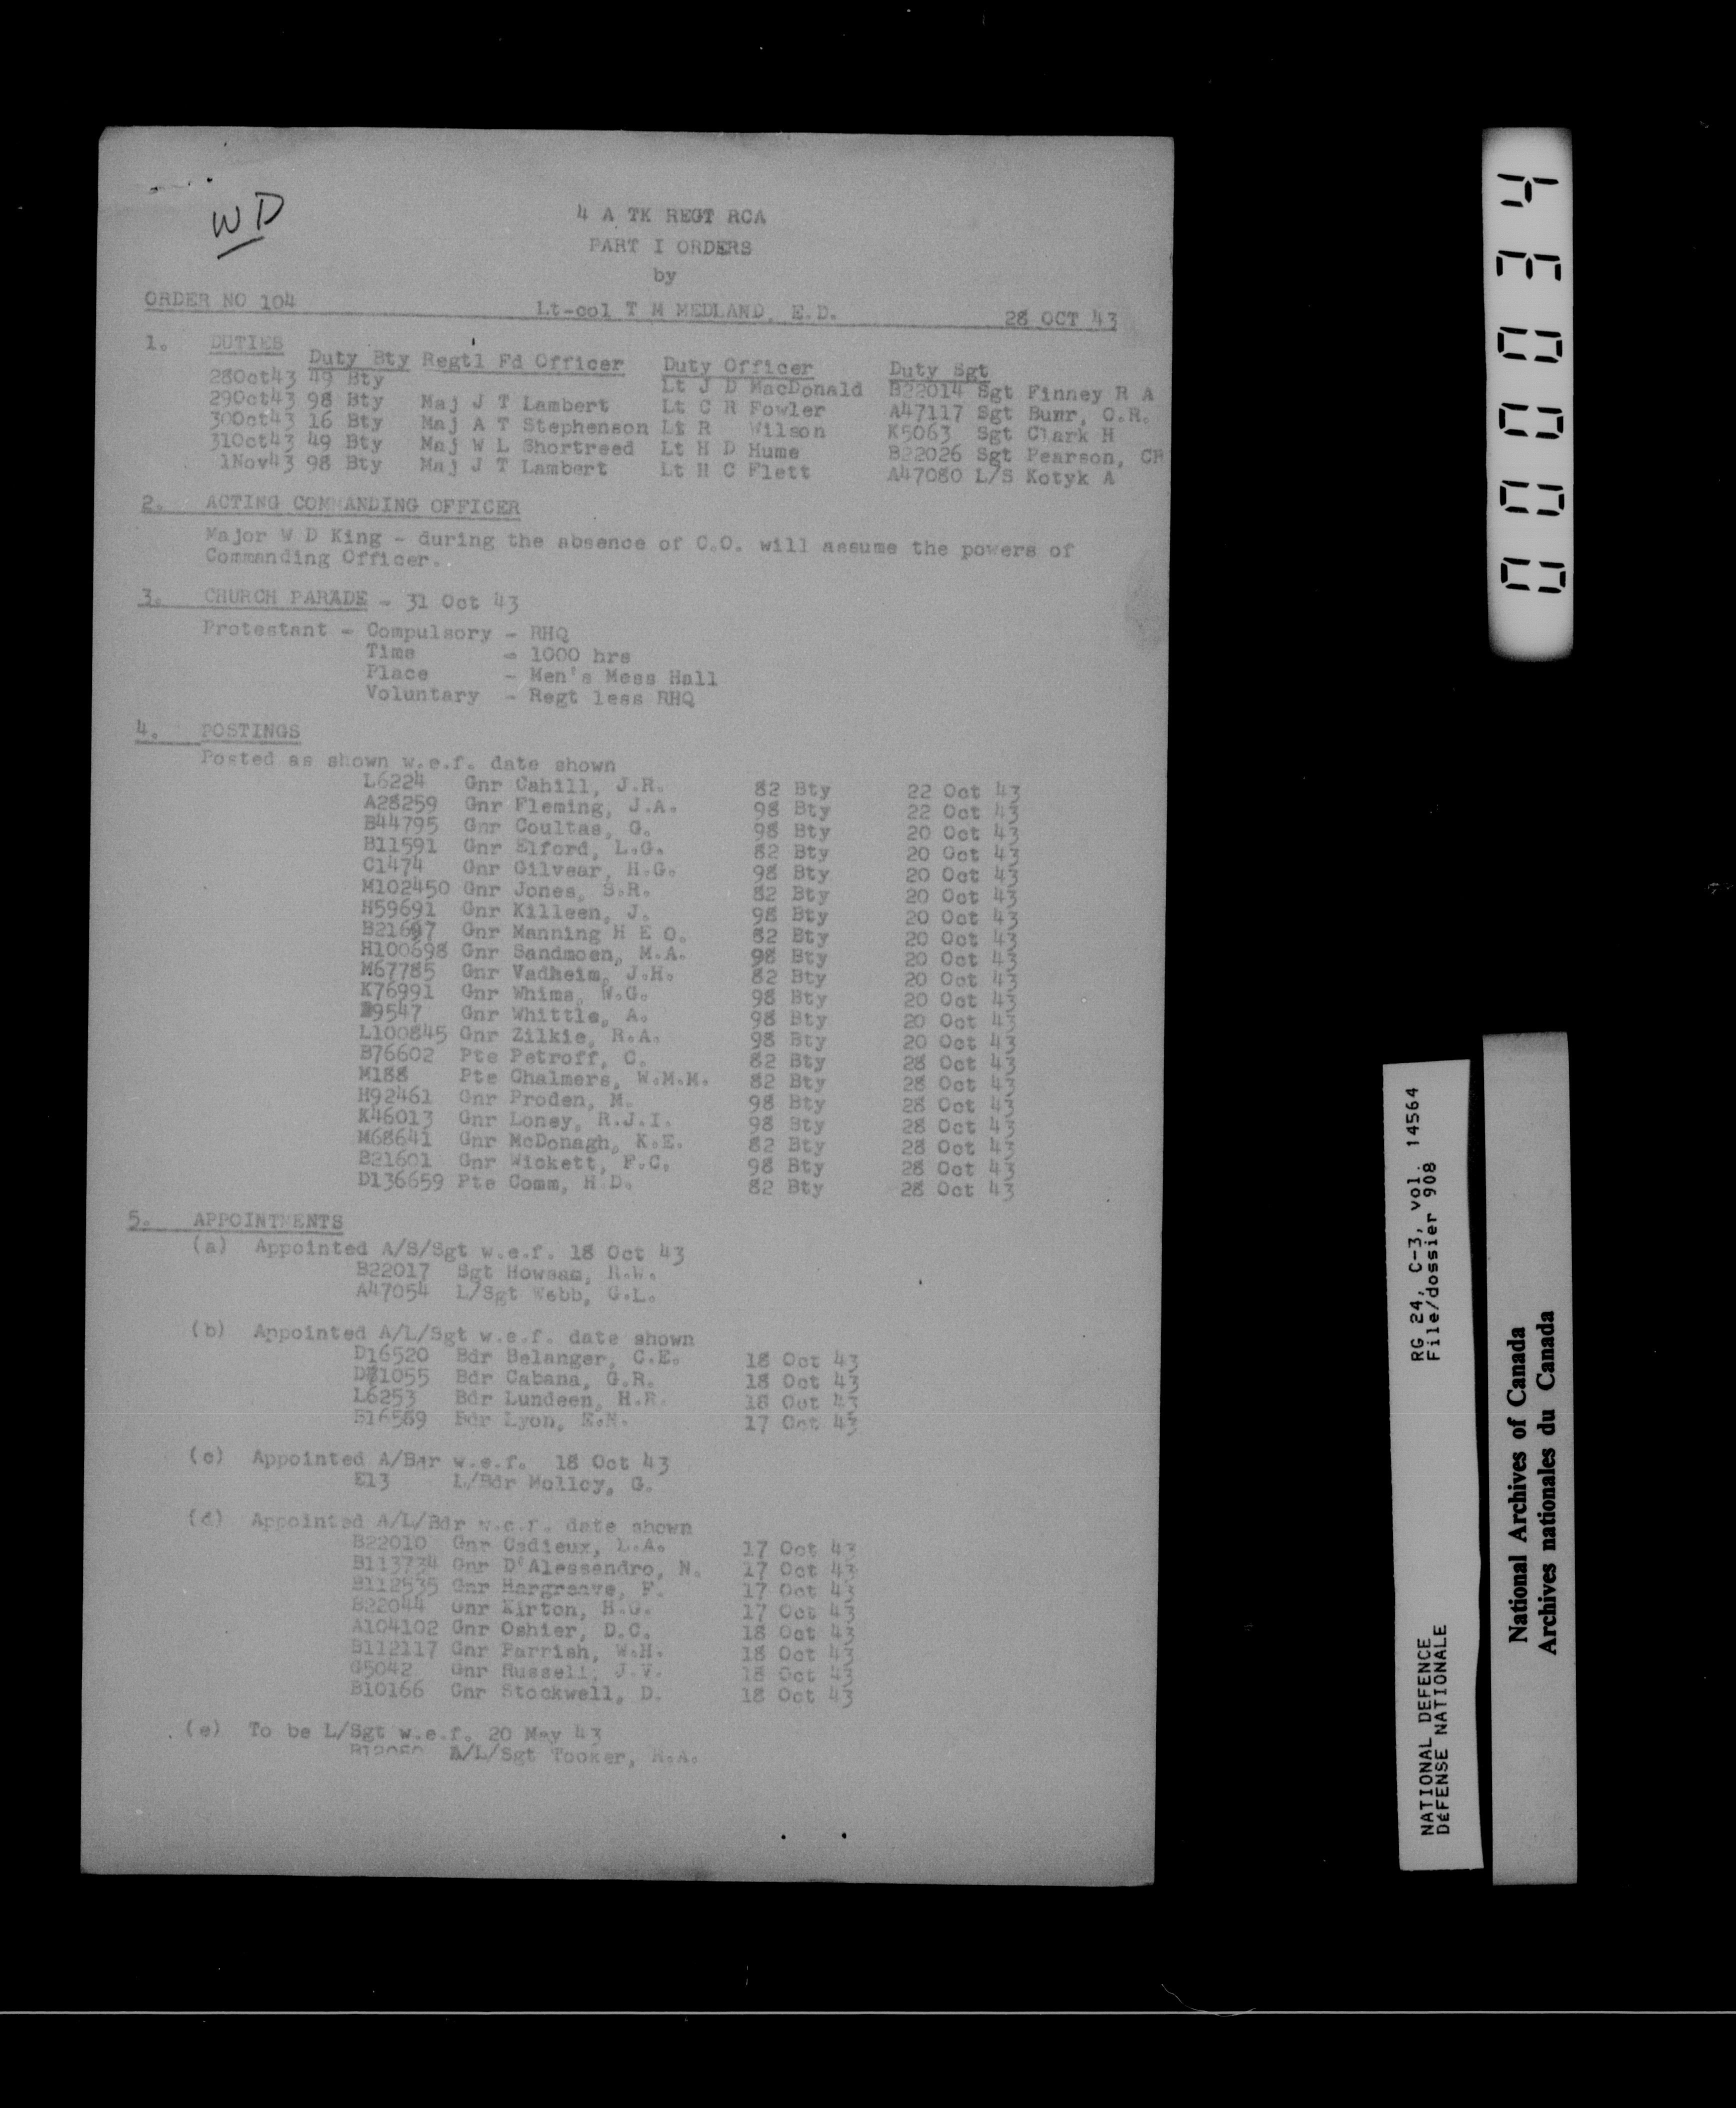 WD
4 A TK REGT RCA
PART I ORDERS
by
ORDER NO 104 Lt-col T M MEDLAND, E.D. 28 OCT 43
1. DUTIES
Duty Bty Regtl Fd Officer Duty Officer Duty Sgt
28Oct43 49 Bty Lt J D MacDonald B22014 Sgt Finney R A
29Oct43 98 Bty Maj J T Lambert Lt C R Fowler A47117 Sgt Bunr, O.R.
30Oct43 16 Bty Maj A T Stephenson Lt R Wilson K5063 Sgt Clark H
31Oct43 49 Bty Maj W L Shortreed Lt H D Hume B22026 Sgt Pearson, CH
1Nov43 98 Bty Maj J T Lambert Lt H C Flett A47080 L/S Kotyk A
2. ACTING COMMANDING OFFICER
Major W D King - during the absence of C.O. will assume the powers of
Commanding Officer.
3. CHURCH PARADE - 31 Oct 43
Protestant - Compulsory - RHQ
Time - 1000 hrs
Place - Men's Mess Hall
Voluntary - Regt less RHQ
4. POSTINGS
Posted as shown w.e.f. date shown
L6224 Gnr Cahill, J.R. 82 Bty 22 Oct 43
A28259 Gnr Fleming, J.A. 98 Bty 22 Oct 43
B44795 Gnr Coultas, G. 98 Bty 20 Oct 43
B11591 Gnr Elford, L.G. 82 Bty 20 Oct 43
C1474 Gnr Gilvear, H.G. 98 Bty 20 Oct 43
M102450 Gnr Jones, S.R. 82 Bty 20 Oct 43
H59691 Gnr Killeen, J. 98 Bty 20 Oct 43
B21697 Gnr Manning H E O. 82 Bty 20 Oct 43
H100698 Gnr Sandmoen, M.A. 98 Bty 20 Oct 43
M67785 Gnr Vadheim, J.H. 82 Bty 20 Oct 43
K76991 Gnr Whims, W.G. 98 Bty 20 Oct 43
9547 Gnr Whittle, A. 98 Bty 20 Oct 43
L100845 Gnr Zilkie, R.A. 98 Bty 20 Oct 43
B76602 Pte Petroff, C. 82 Bty 28 Oct 43
M188 Pte Chalmers, W.M.M. 82 Bty 28 Oct 43
H92461 Gnr Proden, M. 98 Bty 28 Oct 43
K46013 Gnr Loney, R.J.I. 98 Bty 28 Oct 43
M68641 Gnr McDonagh, K.E. 82 Bty 28 Oct 43
B21601 Gnr Wickett, F.C. 98 Bty 28 Oct 43
D136659 Pte Comm, H D. 82 Bty 28 Oct 43
5. APPOINTMENTS
(a) Appointed A/S/Sgt w.e.f. 18 Oct 43
B22017 Sgt Howsam, R.W.
A47054 L/Sgt Webb, G.L.
(b) Appointed A/L/Sgt w.e.f. date shown
D16520 Bdr Belanger, C.E. 18 Oct 43
D71055 Bdr Cabana, G.R. 18 Oct 43
L6253 Bdr Lundeen, H.R. 18 Oct 43
Bdr Lyon, 17 Oct 43
(c) Appointed A/Bar w.e.f. 18 Oct 43
E13 L/Bdr Molloy, G.
(d) Appointed A/L/Bdr w.e.f. date shown
B22010 Gnr Cadieux, L.A. 17 Oct 43
B113734 Gnr D'Alessandro, N. 17 Oct 43
B112535 Gnr Hargreave, F. 17 Oct 43
B22044 Gnr Kirton, H.G. 17 Oct 43
A104102 Gnr Oshier, D.C. 18 Oct 43
B112117 Gnr Parrish, W.H. 18 Oct 43
G5042 Gnr Russell, J.V. 18 Oct 43
B10166 Gnr Stockwell, D. 18 Oct 43
(e) To be L/Sgt w.e.f. 20 May 43
A/L/Sgt Tooker,
000034
RG 24, C-3, vol. 14564
File/dossier 908
NATIONAL DEFENCE
DÉFENSE NATIONALE
National Archives of Canada
Archives nationales du Canada